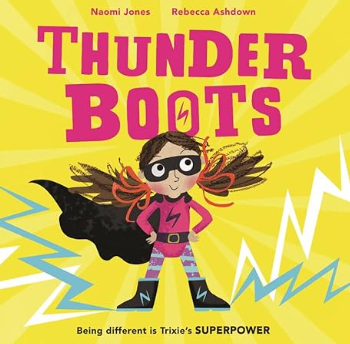 Naomi Jones Rebecca Ashdown
THUNDER
BOOTS
Being different is Trixie's SUPERPOWER